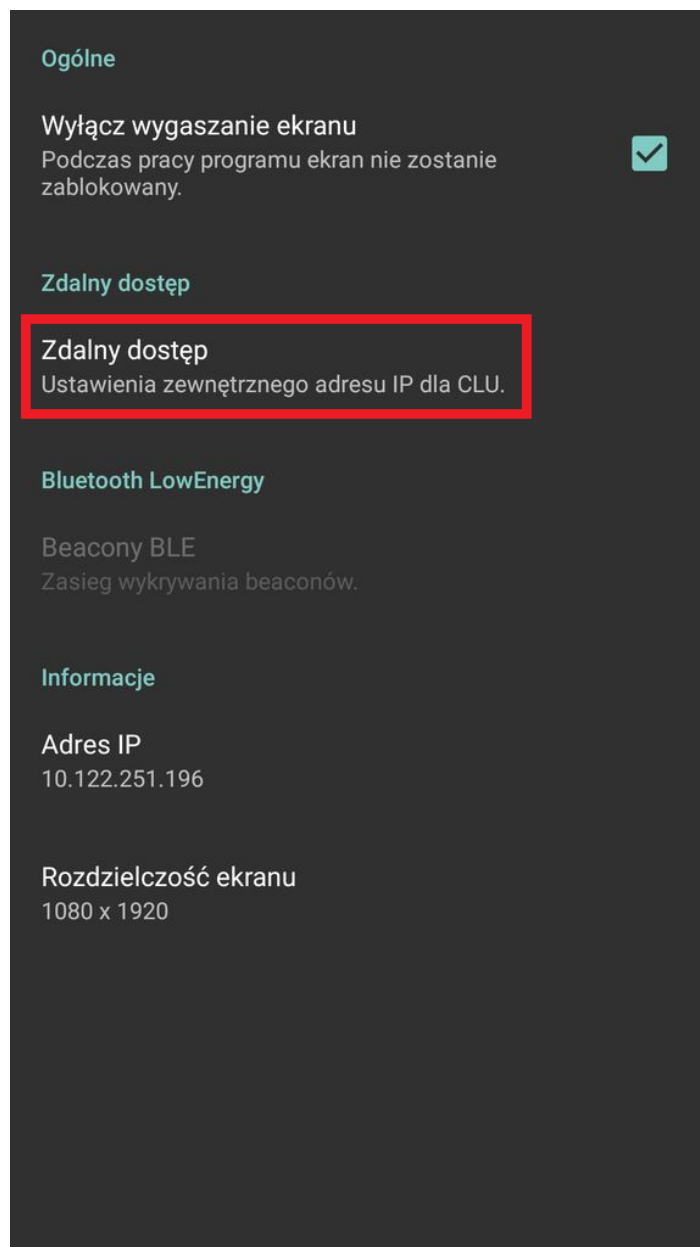 Ogólne
Wyłącz wygaszanie ekranu
Podczas pracy programu ekran nie zostanie
zablokowany.
Zdalny dostęp
Zdalny dostęp
Ustawienia zewnętrznego adresu IP dla CLU.
Bluetooth LowEnergy
Beacony BLE
Zasieg wykrywania beaconów.
Informacje
Adres IP
10.122.251.196
Rozdzielczość ekranu
1080 x 1920